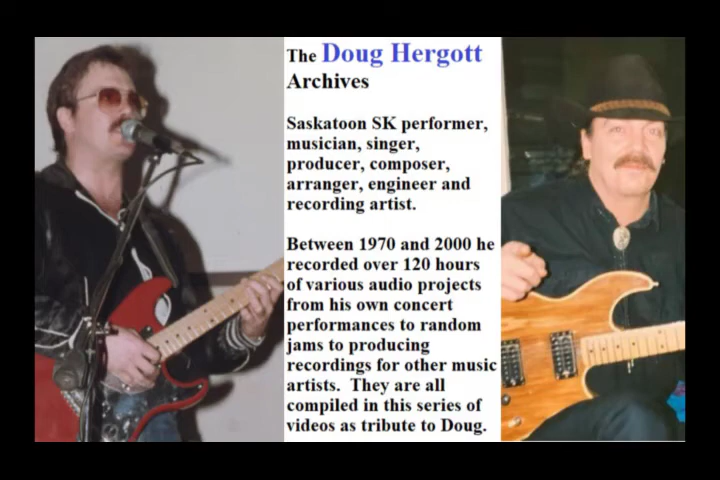 The Doug Hergott
Archives
Saskatoon SK performer,
musician, singer,
producer, composer,
arranger, engineer and
recording artist.
Between 1970 and 2000 he
recorded over 120 hours
of various audio projects
from his own concert
performances to random
jams to producing
recordings for other music
artists.  They are all
compiled in this series of
videos as tribute to Doug.